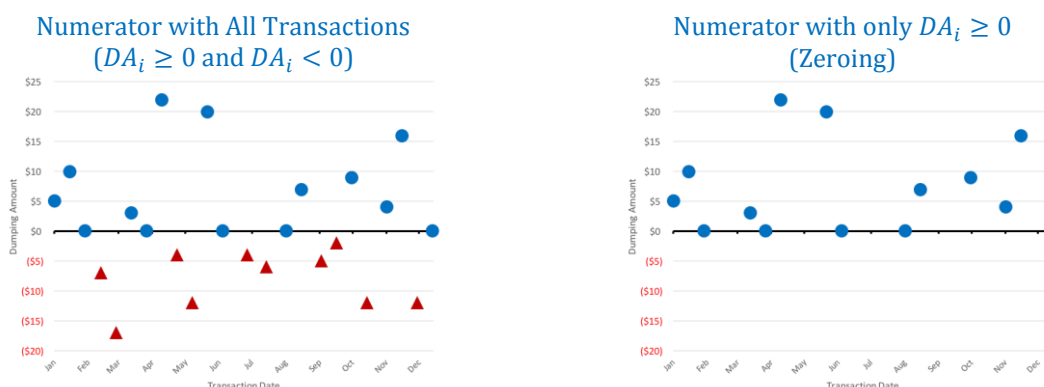 Numerator with All Transactions
(𝐷𝐴ᵢ ≥ 0 and 𝐷𝐴ᵢ < 0)
$25
$20
$15
$10
$5
$0
($5)
($10)
($15)
($20)
Dumping Amount
Jan
Feb
Mar
Apr
May
Jun
Jul
Aug
Sep
Oct
Nov
Dec
Transaction Date
Numerator with only 𝐷𝐴ᵢ ≥ 0
(Zeroing)
$25
$20
$15
$10
$5
$0
($5)
($10)
($15)
($20)
Dumping Amount
Jan
Feb
Mar
Apr
May
Jun
Jul
Aug
Sep
Oct
Nov
Dec
Transaction Date